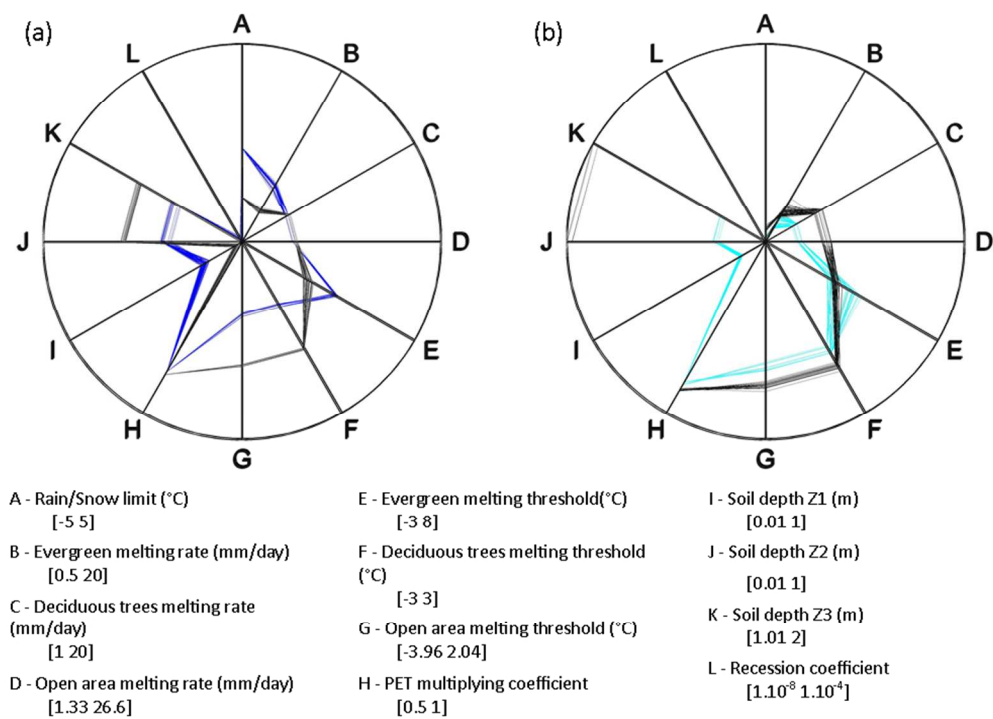 (a)
A
B
C
D
E
F
G
H
I
J
K
L
(b)
A
B
C
D
E
F
G
H
I
J
K
L
A - Rain/Snow limit (°C)
[-5 5]
B - Evergreen melting rate (mm/day)
[0.5 20]
C - Deciduous trees melting rate
(mm/day)
[1 20]
D - Open area melting rate (mm/day)
[1.33 26.6]
E - Evergreen melting threshold(°C)
[-3 8]
F - Deciduous trees melting threshold
(°C)
[-3 3]
G - Open area melting threshold (°C)
[-3.96 2.04]
H - PET multiplying coefficient
[0.5 1]
I - Soil depth Z1 (m)
[0.01 1]
J - Soil depth Z2 (m)
[0.01 1]
K - Soil depth Z3 (m)
[1.01 2]
L - Recession coefficient
[1.10⁻⁸ 1.10⁻⁴]